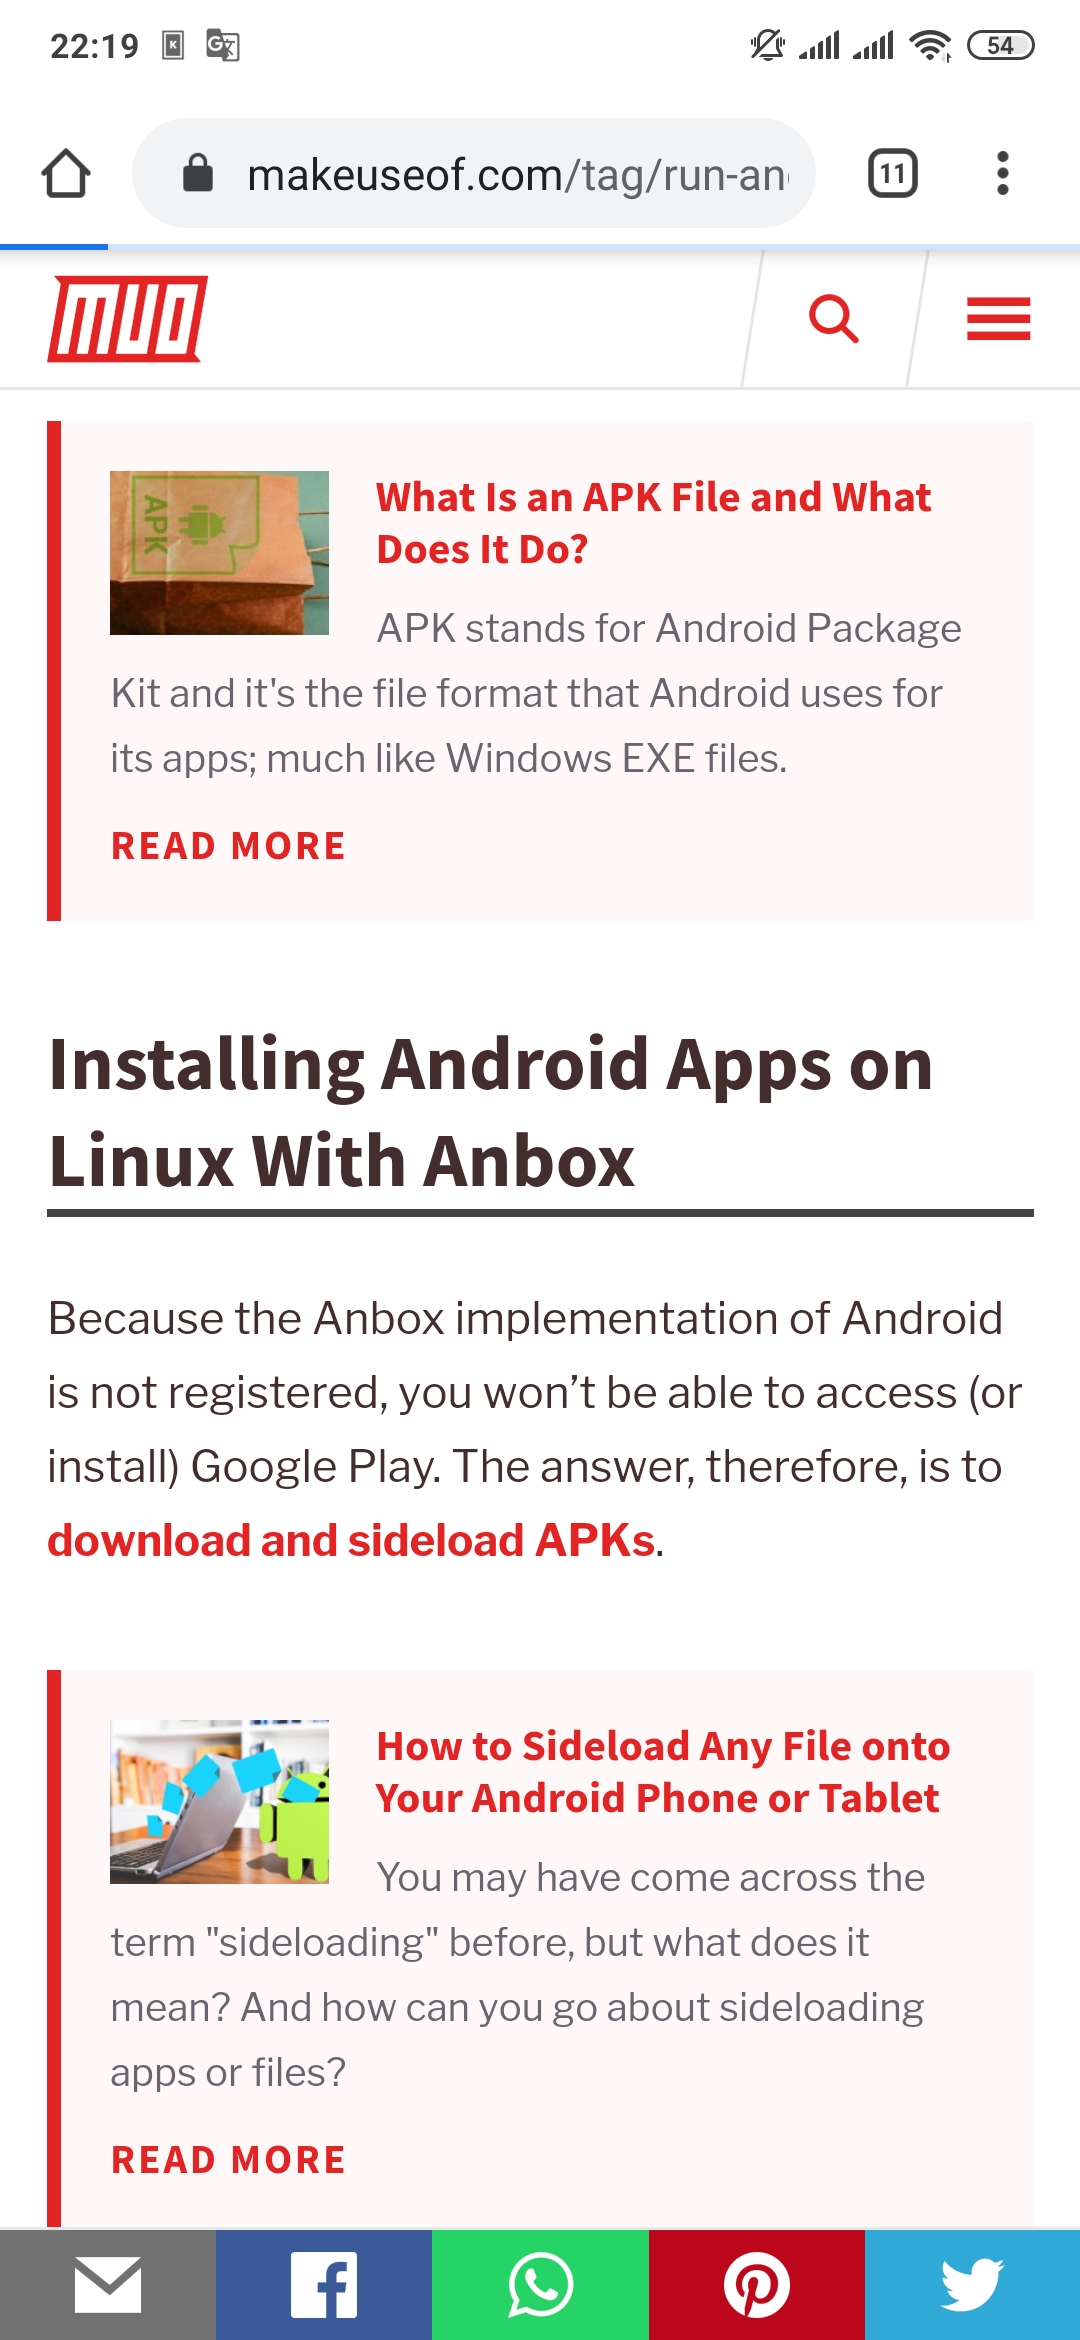 22:19
54
makeuseof.com/tag/run-an
11
MUO
APK
What Is an APK File and What
Does It Do?
APK stands for Android Package
Kit and it's the file format that Android uses for
its apps; much like Windows EXE files.
READ MORE
Installing Android Apps on
Linux With Anbox
Because the Anbox implementation of Android
is not registered, you won’t be able to access (or
install) Google Play. The answer, therefore, is to
download and sideload APKs.
How to Sideload Any File onto
Your Android Phone or Tablet
You may have come across the
term "sideloading" before, but what does it
mean? And how can you go about sideloading
apps or files?
READ MORE